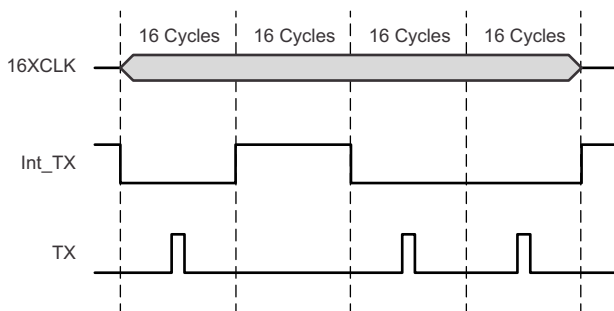 16 Cycles 16 Cycles 16 Cycles 16 Cycles
16XCLK
Int_TX
TX